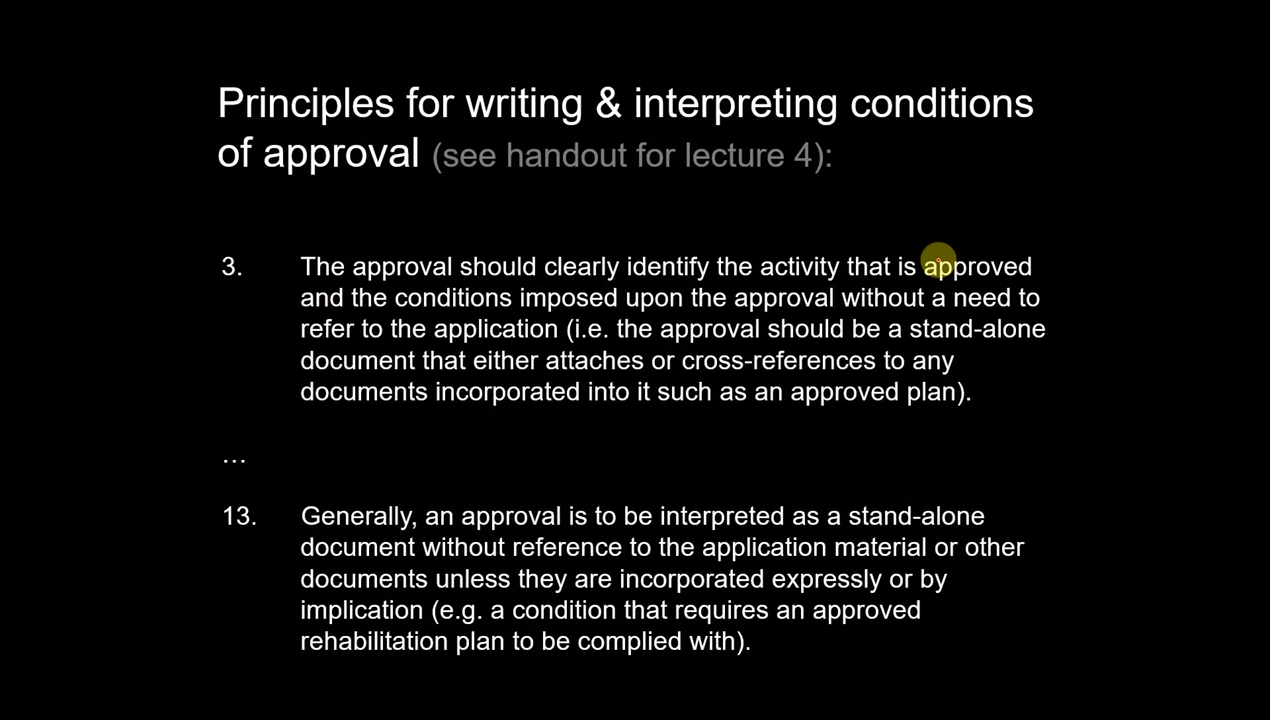 Principles for writing & interpreting conditions
of approval (see handout for lecture 4):
3. The approval should clearly identify the activity that is approved
and the conditions imposed upon the approval without a need to
refer to the application (i.e. the approval should be a stand-alone
document that either attaches or cross-references to any
documents incorporated into it such as an approved plan).
...
13. Generally, an approval is to be interpreted as a stand-alone
document without reference to the application material or other
documents unless they are incorporated expressly or by
implication (e.g. a condition that requires an approved
rehabilitation plan to be complied with).